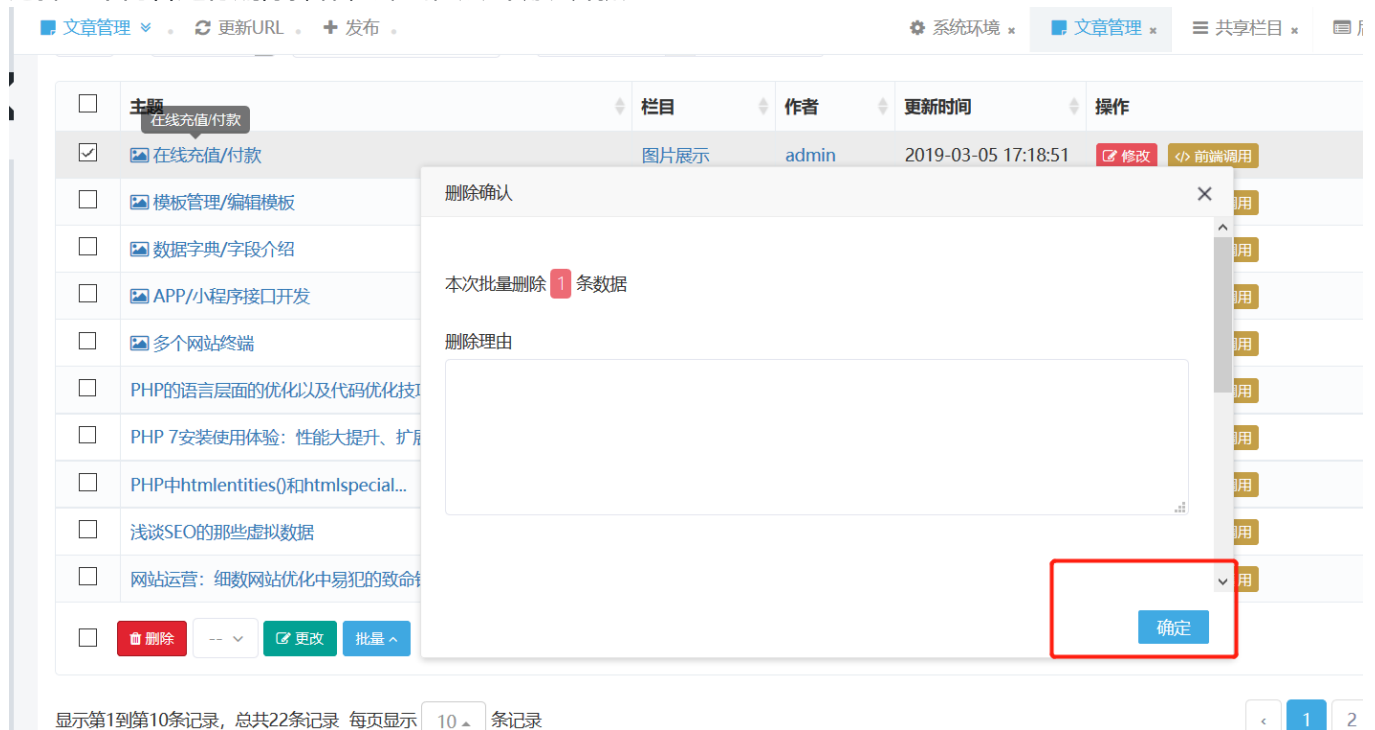 文章管理 更新URL 发布 系统环境 文章管理 共享栏目
主题 栏目 作者 更新时间 操作
在线充值/付款
在线充值/付款 图片展示 admin 2019-03-05 17:18:51 修改 </> 前端调用
模板管理/编辑模板
删除确认
用
数据字典/字段介绍
用
本次批量删除 1 条数据
APP/小程序接口开发
用
多个网站终端
删除理由
用
PHP的语言层面的优化以及代码优化技
用
PHP 7安装使用体验：性能大提升、扩
用
PHP中htmlentities()和htmlspecial...
用
浅谈SEO的那些虚拟数据
用
网站运营：细数网站优化中易犯的致命
用
删除 -- 更改 批量
确定
显示第1到第10条记录，总共22条记录 每页显示 10 条记录
‹ 1 2